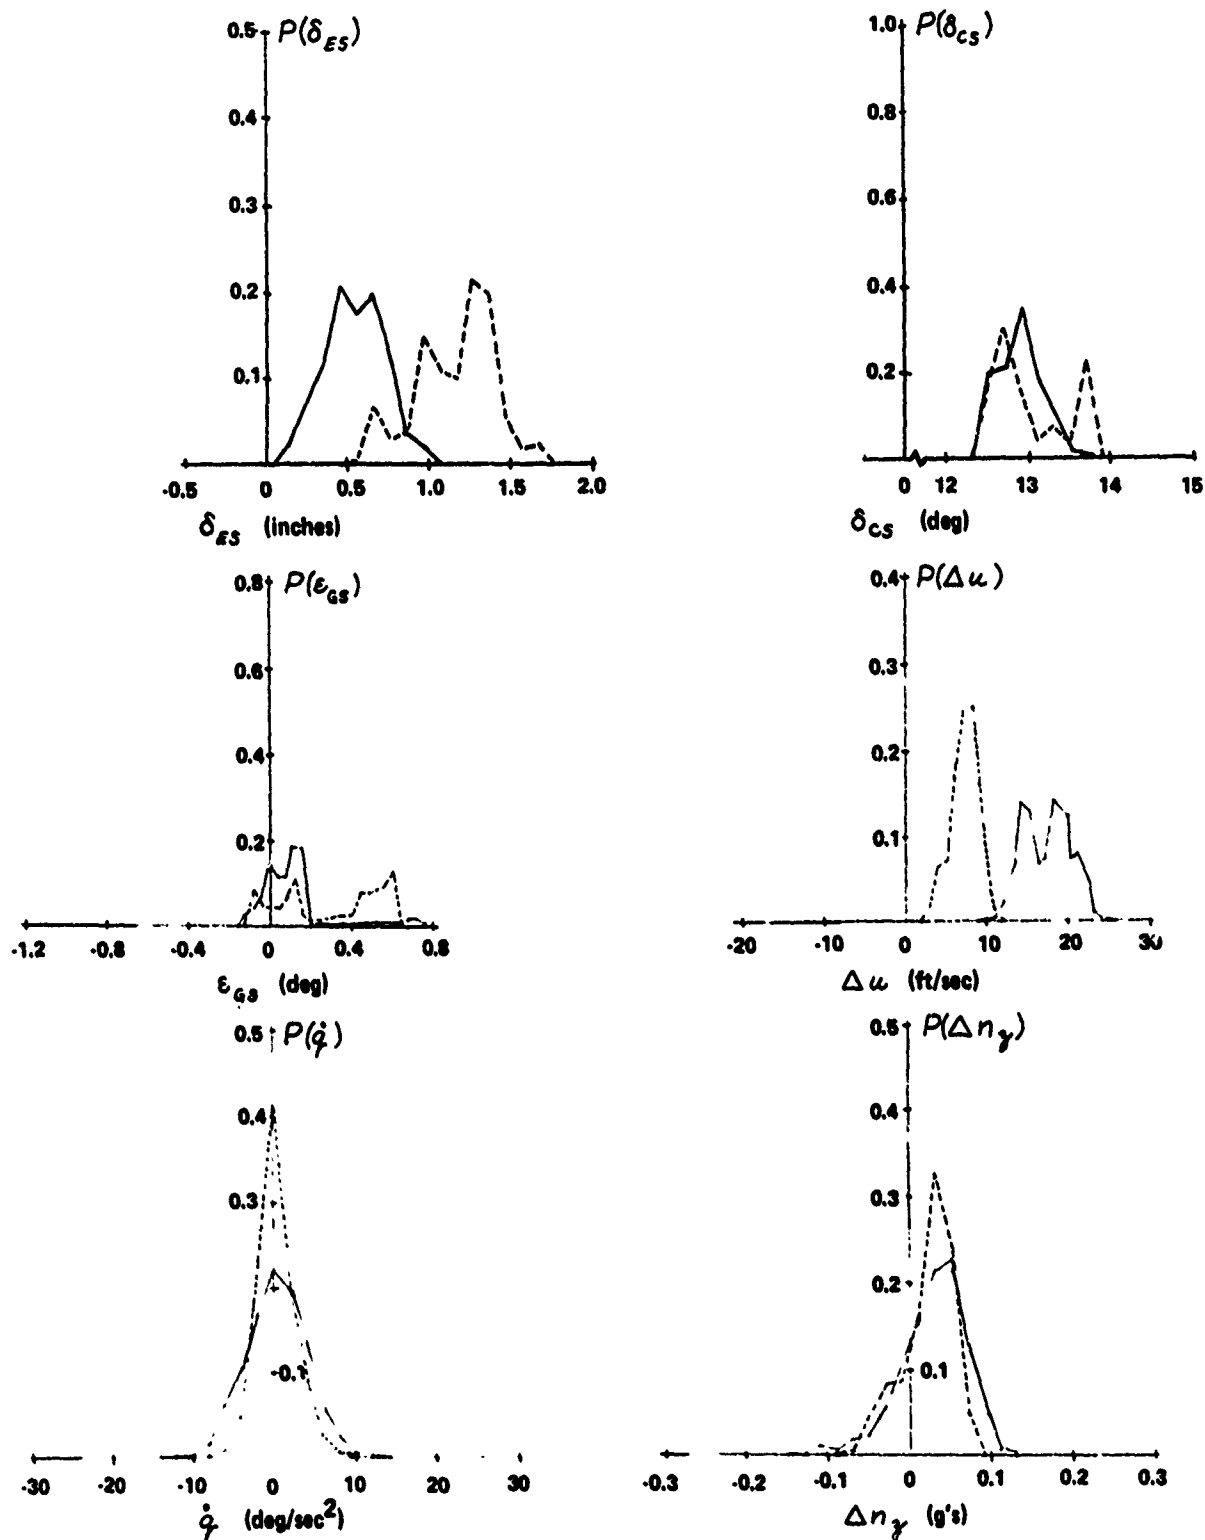 0.5 P(δES)
0.4
0.3
0.2
0.1
-0.5 0 0.5 1.0 1.5 2.0
δES (inches)
1.0 P(δCS)
0.8
0.6
0.4
0.2
0 12 13 14 15
δCS (deg)
0.8 P(εGS)
0.6
0.4
0.2
-1.2 -0.8 -0.4 0 0.4 0.8
εGS (deg)
0.4 P(Δu)
0.3
0.2
0.1
-20 -10 0 10 20 30
Δu (ft/sec)
0.5 P(q̇)
0.4
0.3
0.1
-30 -20 -10 0 10 20 30
q̇ (deg/sec²)
0.5 P(Δn_z)
0.4
0.3
0.2
0.1
-0.3 -0.2 -0.1 0 0.1 0.2 0.3
Δn_z (g's)